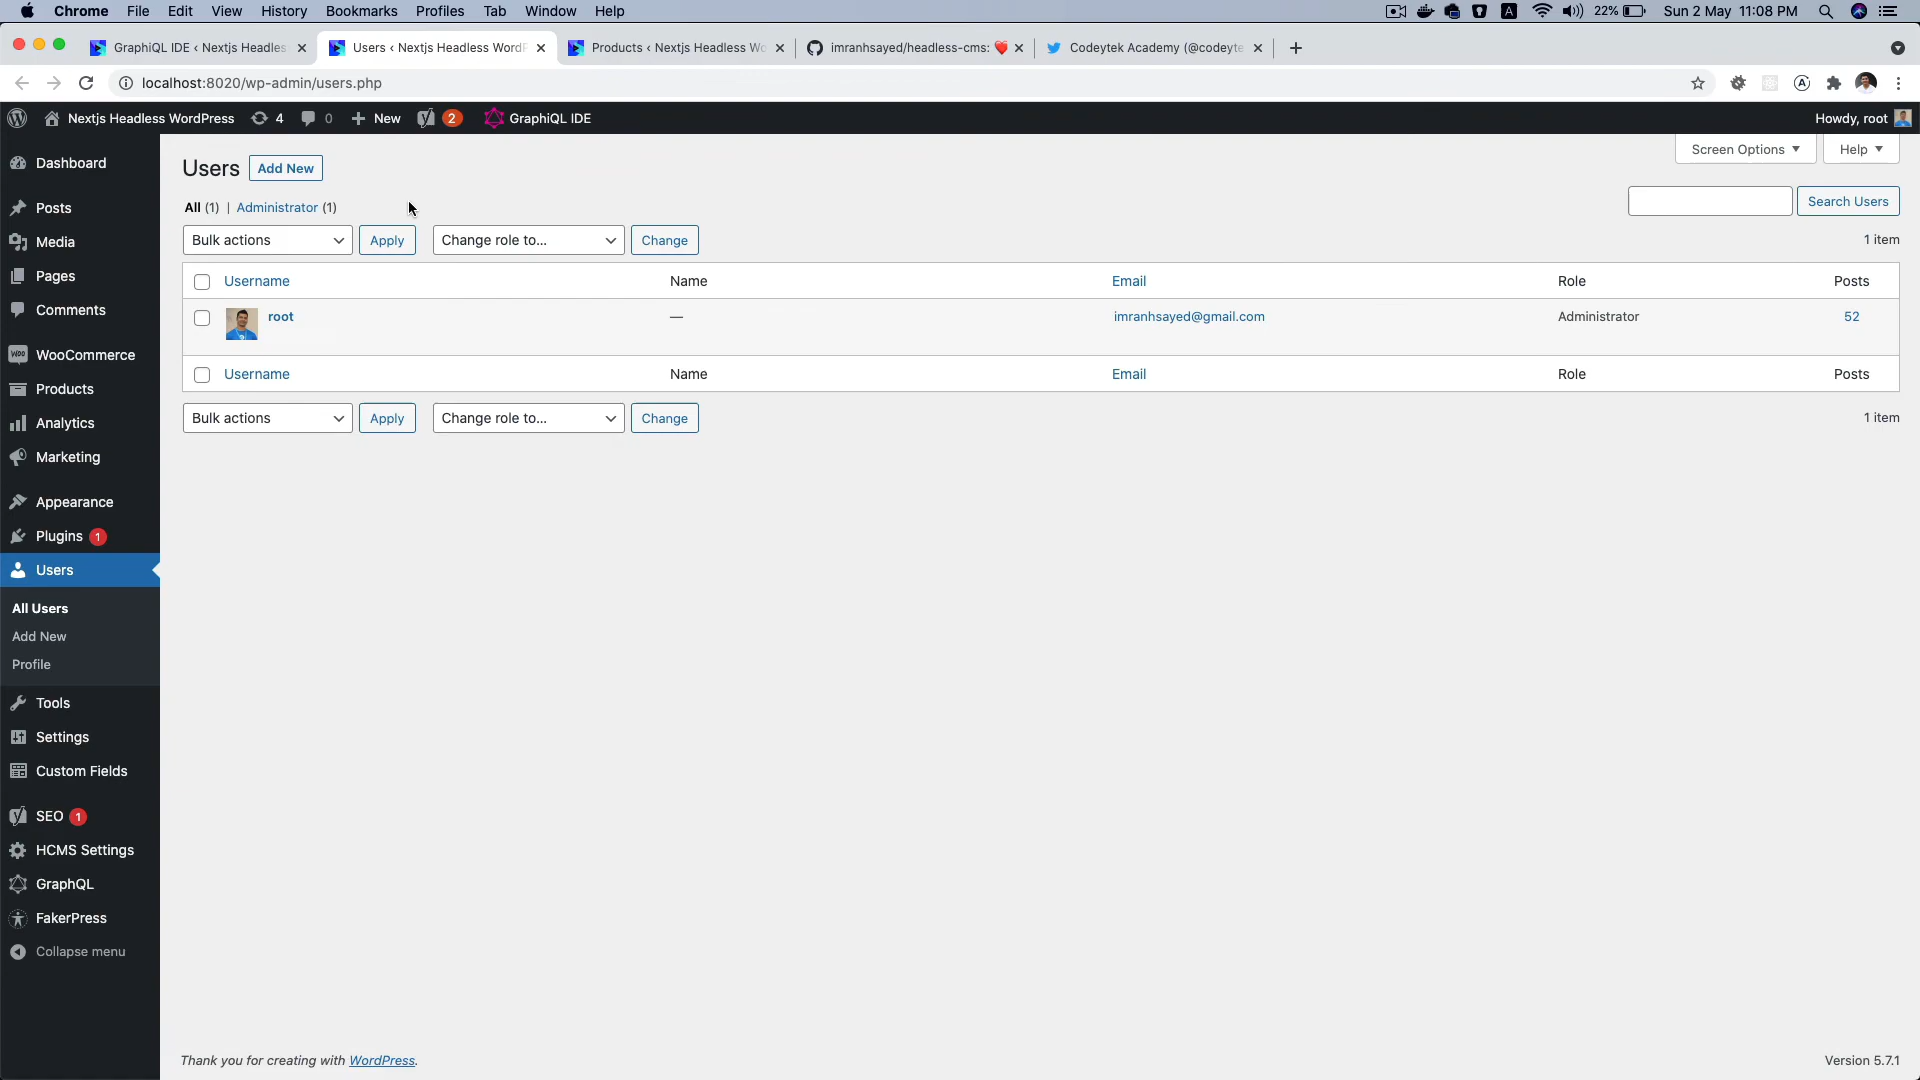 Chrome File Edit View History Bookmarks Profiles Tab Window Help
A 22% Sun 2 May 11:08 PM
GraphiQL IDE ‹ Nextjs Headles
Users ‹ Nextjs Headless WordF
Products ‹ Nextjs Headless Wo
imranhsayed/headless-cms: ❤️
Codeytek Academy (@codeyte
localhost:8020/wp-admin/users.php
Nextjs Headless WordPress 4 0 New 2 GraphiQL IDE
Howdy, root
Dashboard
Posts
Media
Pages
Comments
WooCommerce
Products
Analytics
Marketing
Appearance
Plugins 1
Users
All Users
Add New
Profile
Tools
Settings
Custom Fields
SEO 1
HCMS Settings
GraphQL
FakerPress
Collapse menu
Users Add New
Screen Options Help
All (1) | Administrator (1)
Search Users
Bulk actions Apply Change role to... Change
1 item
Username Name Email Role Posts
root — imranhsayed@gmail.com Administrator 52
Username Name Email Role Posts
Bulk actions Apply Change role to... Change
1 item
Thank you for creating with WordPress.
Version 5.7.1